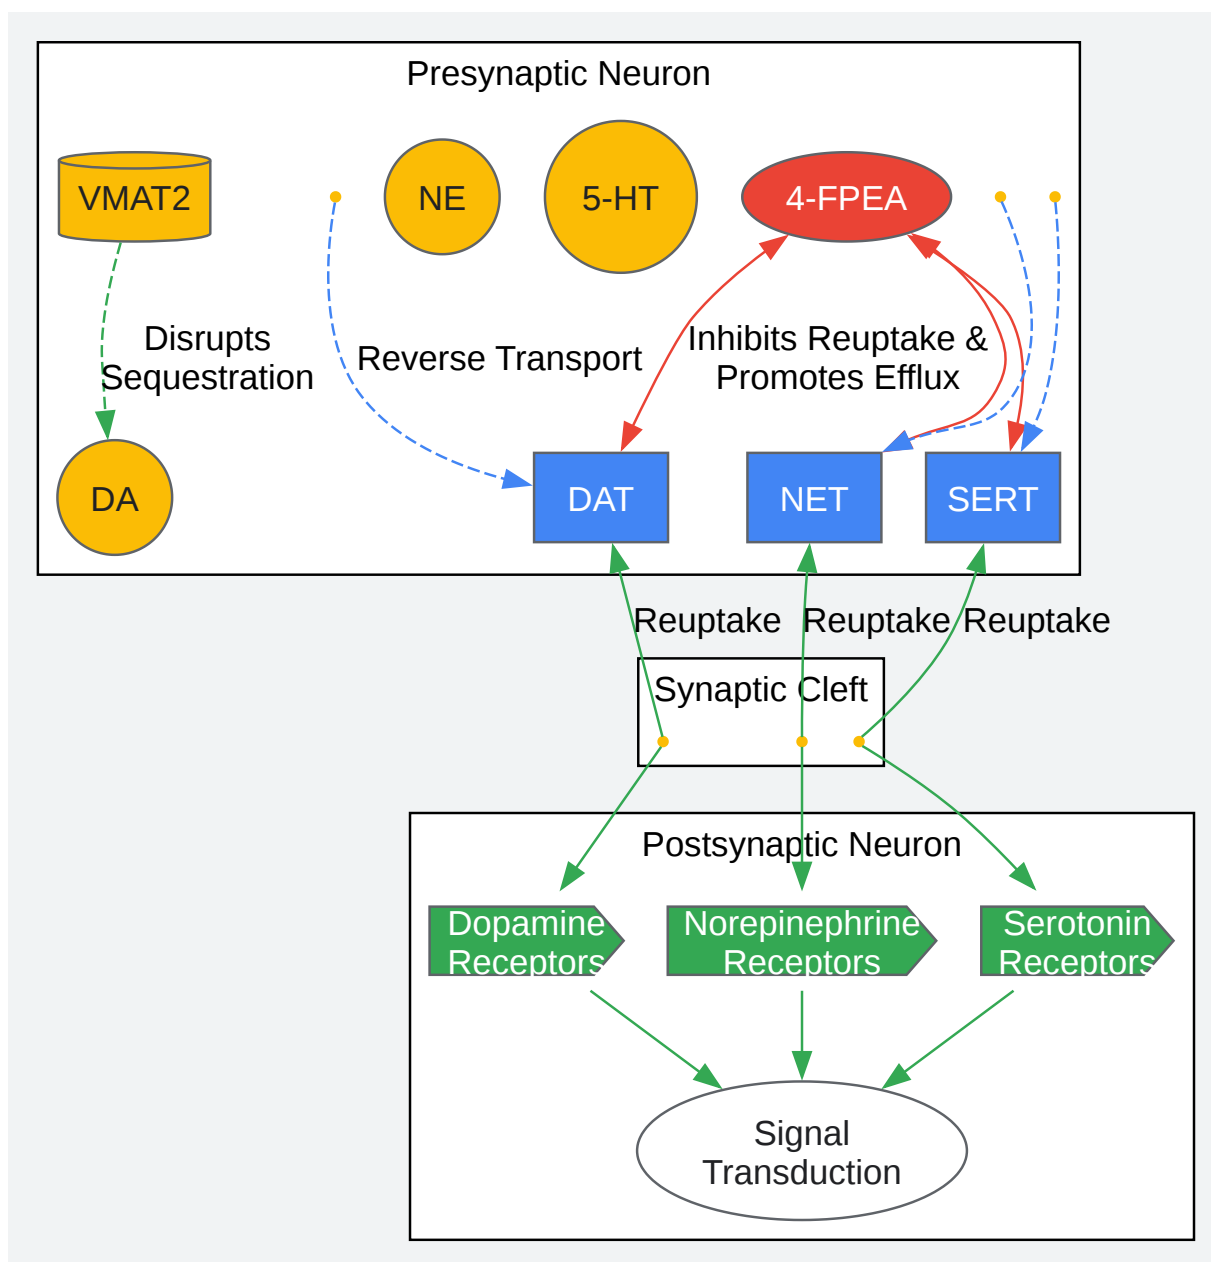 Presynaptic Neuron
VMAT2
NE
5-HT
4-FPEA
Disrupts
Sequestration
Reverse Transport
Inhibits Reuptake &
Promotes Efflux
DA
DAT
NET
SERT
Reuptake
Reuptake
Reuptake
Synaptic Cleft
Postsynaptic Neuron
Dopamine
Receptors
Norepinephrine
Receptors
Serotonin
Receptors
Signal
Transduction